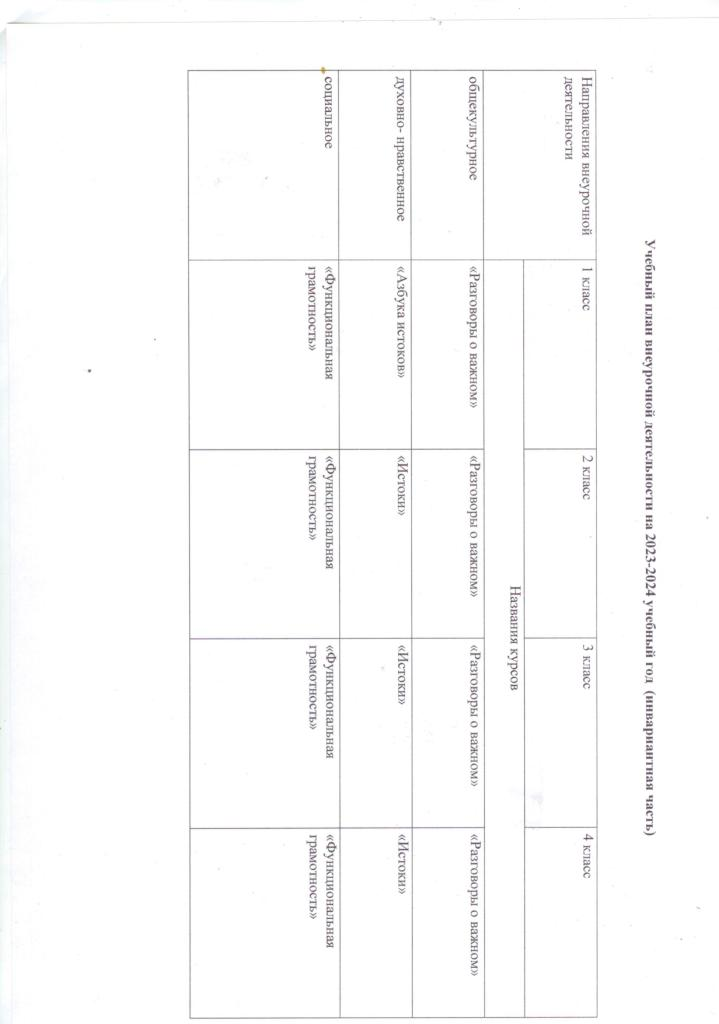 Учебный план внеурочной деятельности на 2023-2024 учебный год (инвариантная часть)
Направления внеурочной
деятельности
1 класс
2 класс
3 класс
4 класс
Названия курсов
общекультурное
«Разговоры о важном»
«Разговоры о важном»
«Разговоры о важном»
«Разговоры о важном»
духовно- нравственное
«Азбука истоков»
«Истоки»
«Истоки»
«Истоки»
социальное
«Функциональная
грамотность»
«Функциональная
грамотность»
«Функциональная
грамотность»
«Функциональная
грамотность»